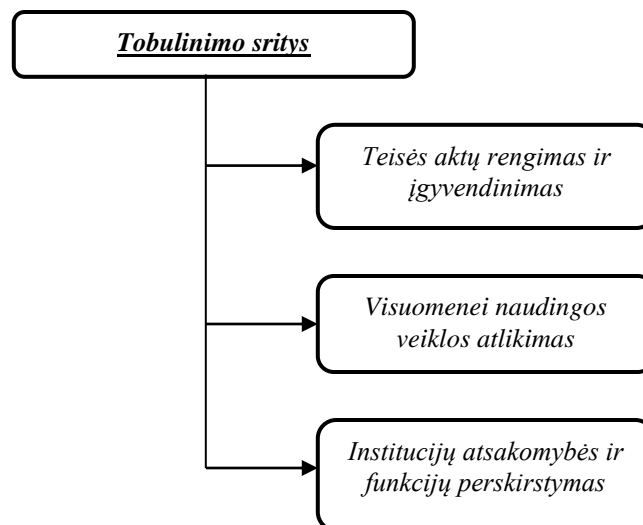 Tobulinimo sritys
Teisės aktų rengimas ir
įgyvendinimas
Visuomenei naudingos
veiklos atlikimas
Institucijų atsakomybės ir
funkcijų perskirstymas